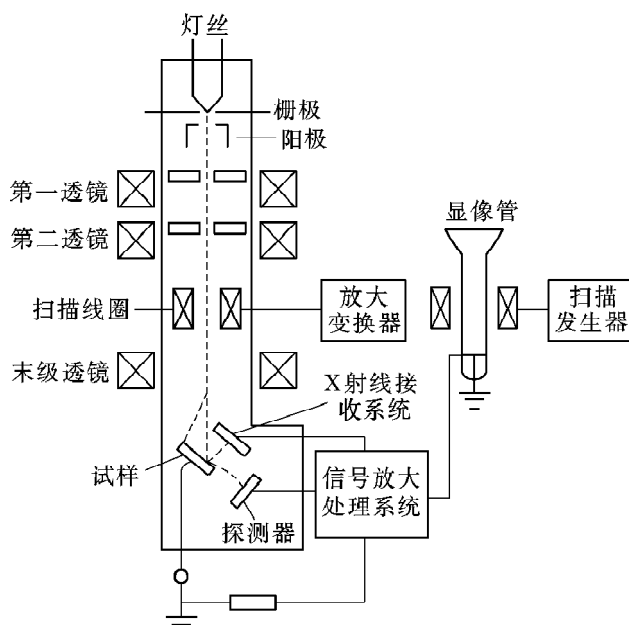 灯丝
栅极
阳极
第一透镜
第二透镜
显像管
扫描线圈
放大
变换器
扫描
发生器
末级透镜
X射线接
收系统
试样
信号放大
处理系统
探测器